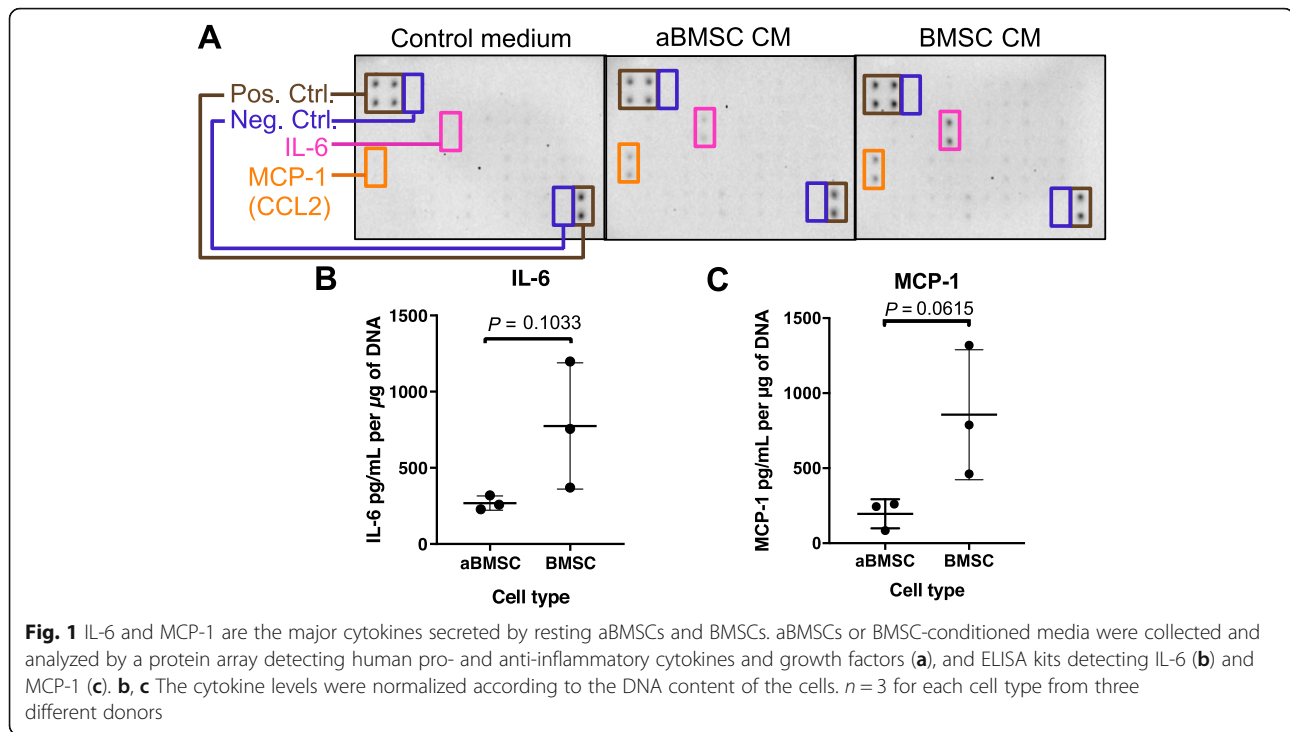 A
Control medium
aBMSC CM
BMSC CM
Pos. Ctrl.
Neg. Ctrl.
IL-6
MCP-1
(CCL2)
B
IL-6
P = 0.1033
IL-6 pg/mL per µg of DNA
1500
1000
500
0
aBMSC
BMSC
Cell type
C
MCP-1
P = 0.0615
MCP-1 pg/mL per µg of DNA
1500
1000
500
0
aBMSC
BMSC
Cell type
Fig. 1 IL-6 and MCP-1 are the major cytokines secreted by resting aBMSCs and BMSCs. aBMSCs or BMSC-conditioned media were collected and
analyzed by a protein array detecting human pro- and anti-inflammatory cytokines and growth factors (a), and ELISA kits detecting IL-6 (b) and
MCP-1 (c). b, c The cytokine levels were normalized according to the DNA content of the cells. n = 3 for each cell type from three
different donors